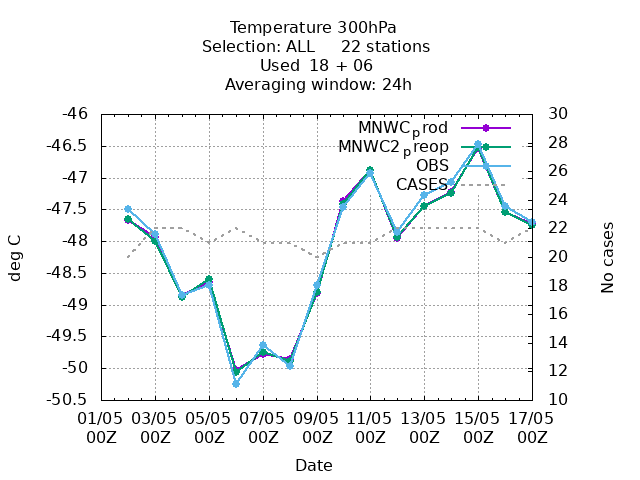 Temperature 300hPa
Selection: ALL 22 stations
Used 18 + 06
Averaging window: 24h
-46
-46.5
-47
-47.5
-48
-48.5
-49
-49.5
-50
-50.5
deg C
30
28
26
24
22
20
18
16
14
12
10
No cases
MNWCprod
MNWC2preop
OBS
CASES
01/05 03/05 05/05 07/05 09/05 11/05 13/05 15/05 17/05
00Z 00Z 00Z 00Z 00Z 00Z 00Z 00Z 00Z
Date